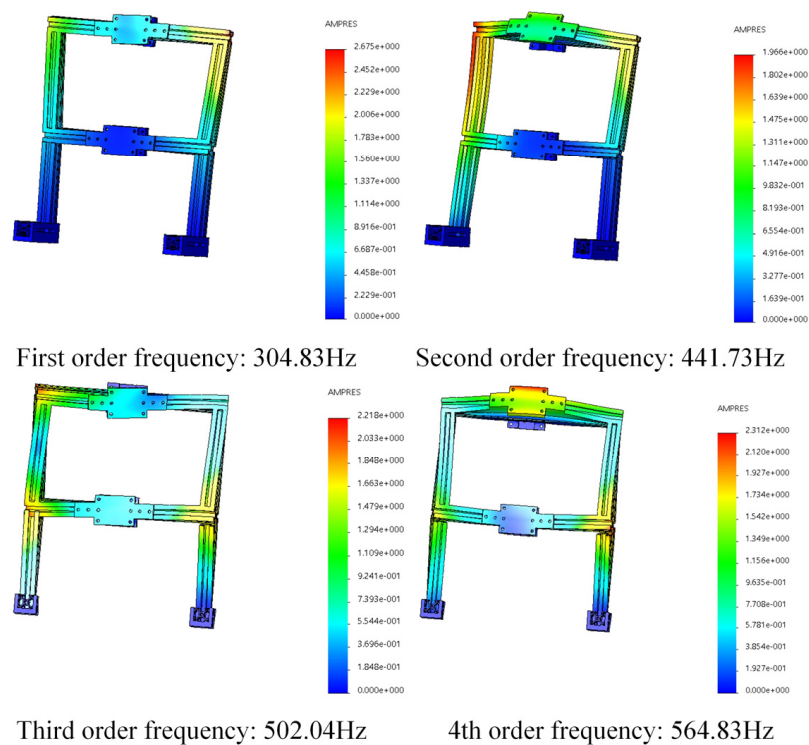 AMPRES
2.675e+000
2.452e+000
2.229e+000
2.006e+000
1.783e+000
1.560e+000
1.337e+000
1.114e+000
8.916e-001
6.687e-001
4.458e-001
2.229e-001
0.000e+000
AMPRES
1.966e+000
1.802e+000
1.639e+000
1.475e+000
1.311e+000
1.147e+000
9.832e-001
8.193e-001
6.554e-001
4.916e-001
3.277e-001
1.639e-001
0.000e+000
First order frequency: 304.83Hz
Second order frequency: 441.73Hz
AMPRES
2.218e+000
2.033e+000
1.848e+000
1.663e+000
1.479e+000
1.294e+000
1.109e+000
9.241e-001
7.393e-001
5.544e-001
3.696e-001
1.848e-001
0.000e+000
AMPRES
2.312e+000
2.120e+000
1.927e+000
1.734e+000
1.542e+000
1.349e+000
1.156e+000
9.635e-001
7.708e-001
5.781e-001
3.854e-001
1.927e-001
0.000e+000
Third order frequency: 502.04Hz
4th order frequency: 564.83Hz